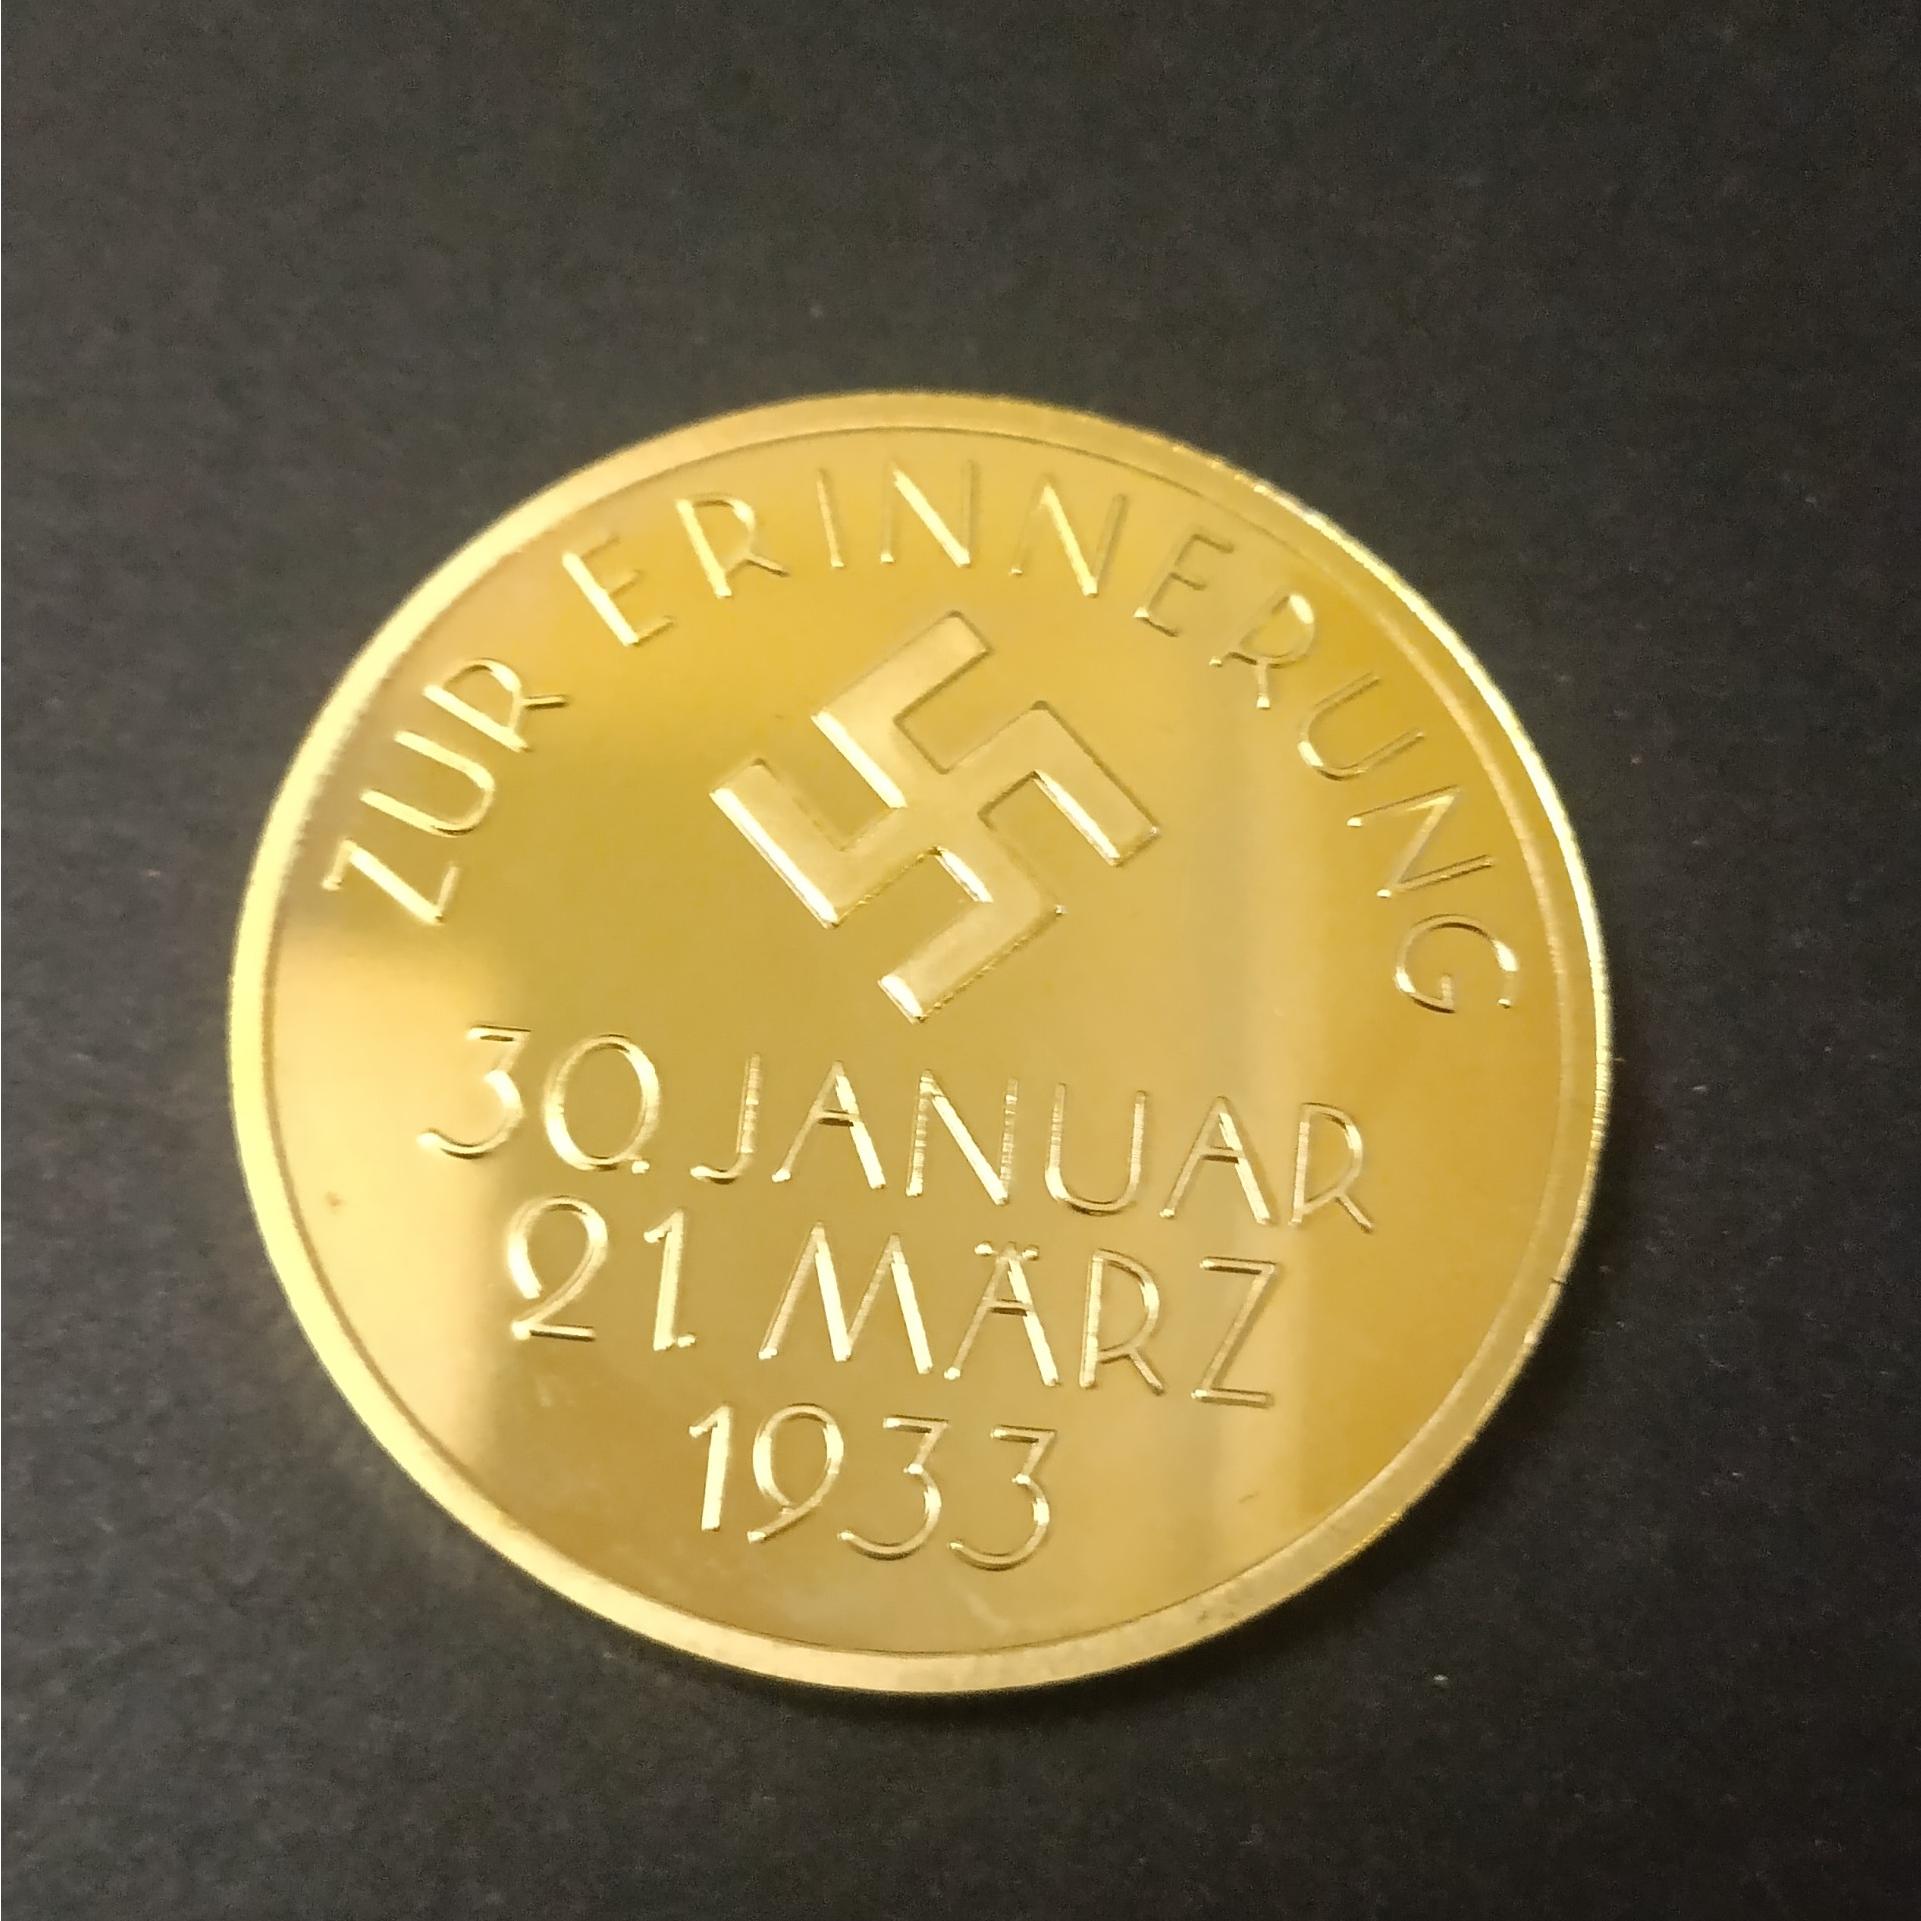 ZUR ERINNERUNG
30. JANUAR
21. MÄRZ
1933